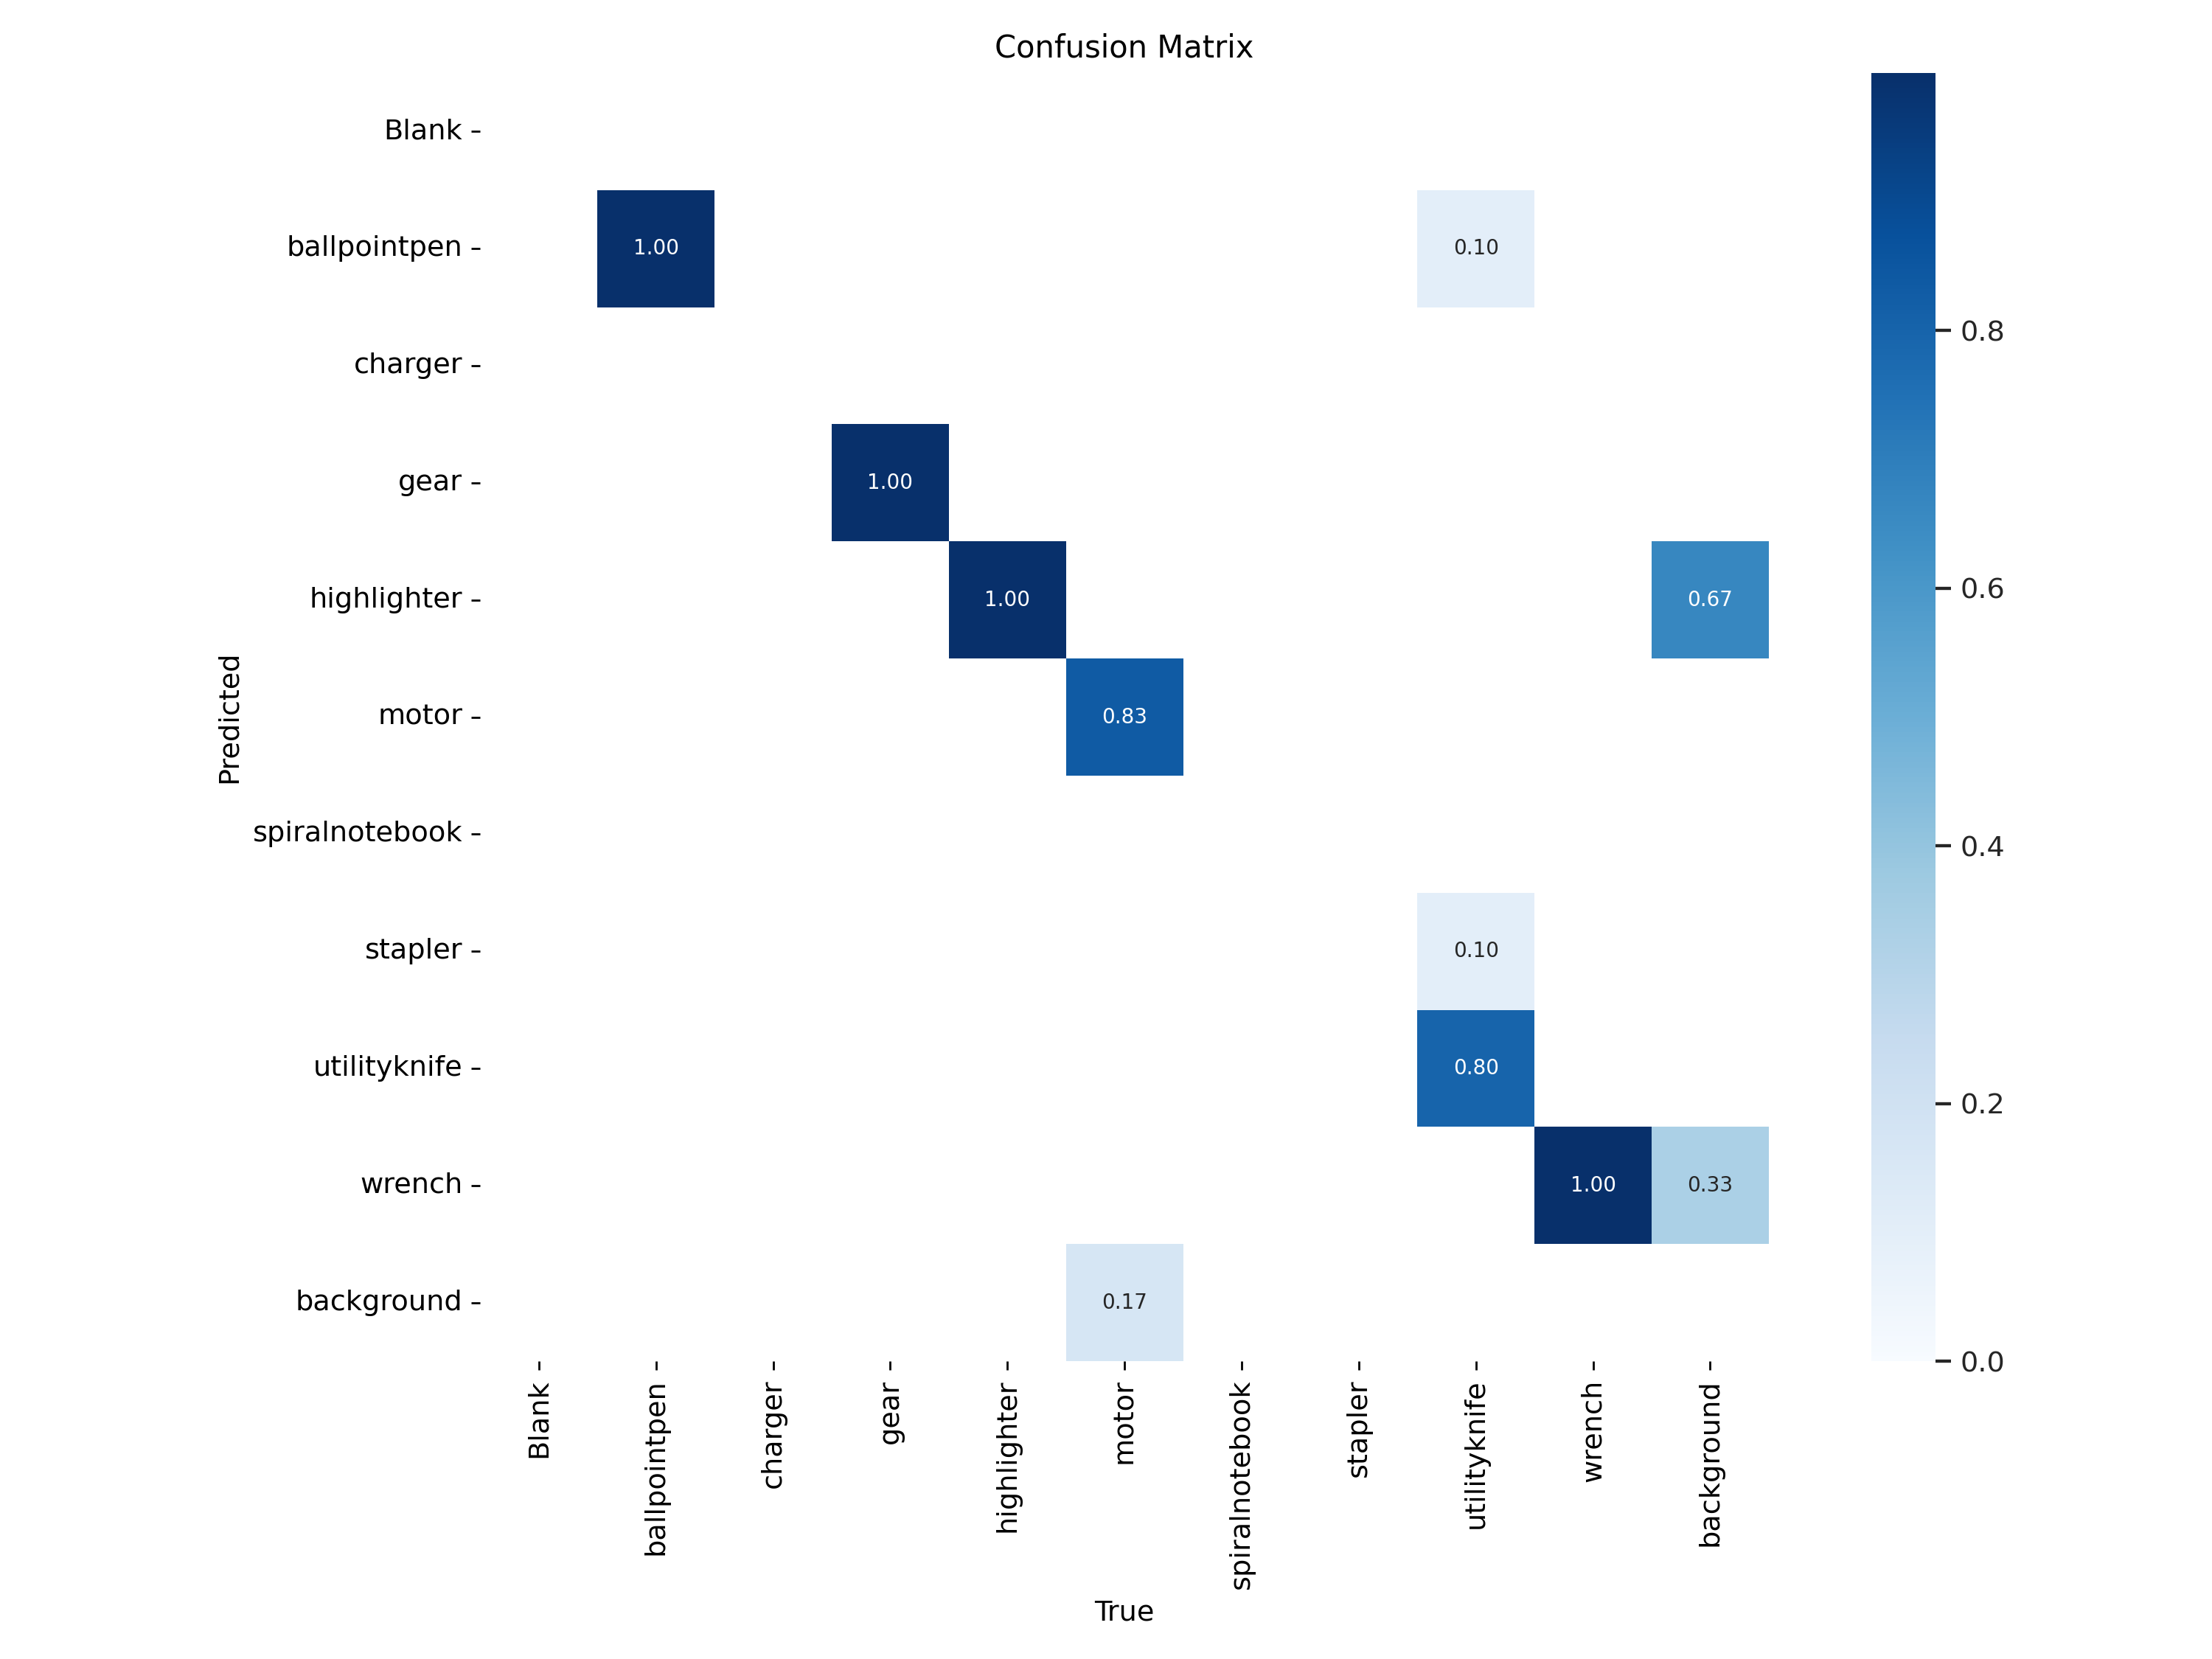 Confusion Matrix
Blank
ballpointpen
1.00
0.10
charger
0.8
gear
1.00
highlighter
1.00
0.67
0.6
Predicted
motor
0.83
spiralnotebook
0.4
stapler
0.10
utilityknife
0.80
0.2
wrench
1.00
0.33
background
0.17
0.0
Blank
ballpointpen
charger
gear
highlighter
motor
spiralnotebook
stapler
utilityknife
wrench
background
True